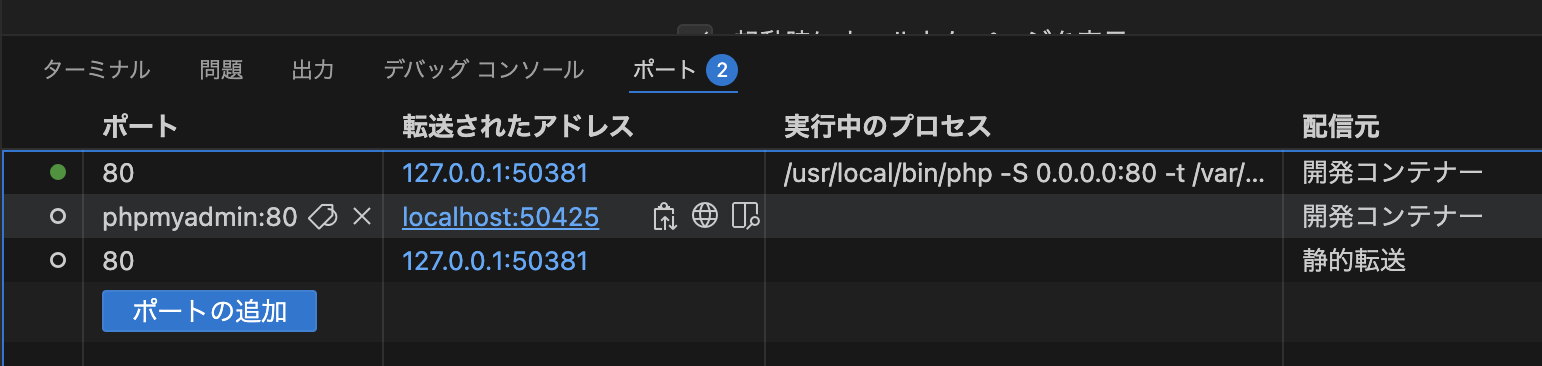 ターミナル 問題 出力 デバッグ コンソール ポート 2
ポート 転送されたアドレス 実行中のプロセス 配信元
80 127.0.0.1:50381 /usr/local/bin/php -S 0.0.0.0:80 -t /var/... 開発コンテナー
phpmyadmin:80 localhost:50425 開発コンテナー
80 127.0.0.1:50381 静的転送
ポートの追加